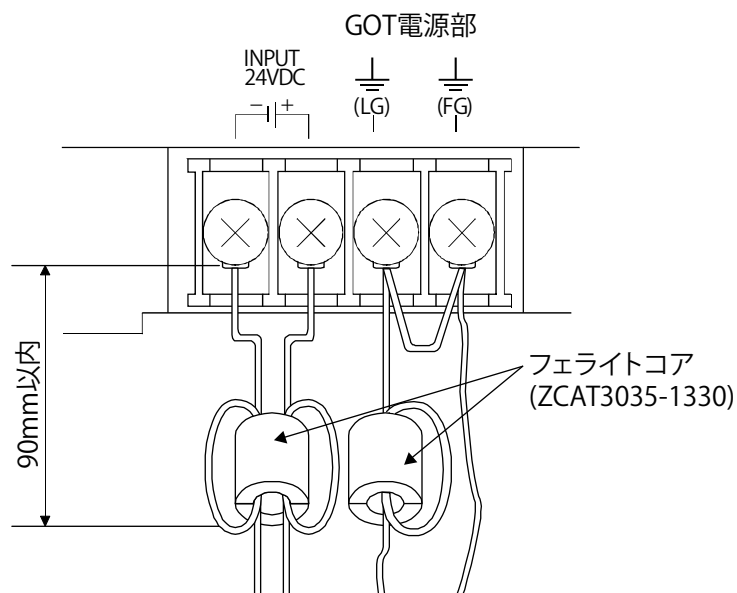 GOT電源部
INPUT
24VDC
− +
(LG)
(FG)
90mm以内
フェライトコア
(ZCAT3035-1330)